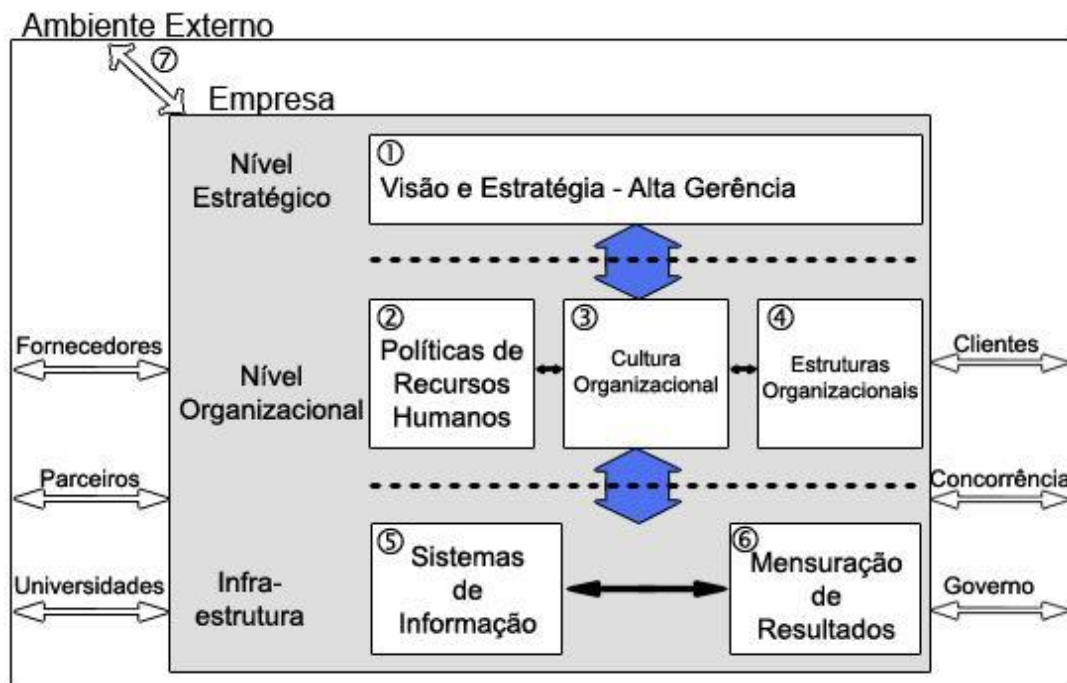 Ambiente Externo
⑦
Empresa
Nível
Estratégico
①
Visão e Estratégia - Alta Gerência
Fornecedores
Nível
Organizacional
②
Políticas de
Recursos
Humanos
③
Cultura
Organizacional
④
Estruturas
Organizacionais
Clientes
Parceiros
Concorrência
Universidades
Infra-
estrutura
⑤
Sistemas
de
Informação
⑥
Mensuração
de
Resultados
Governo